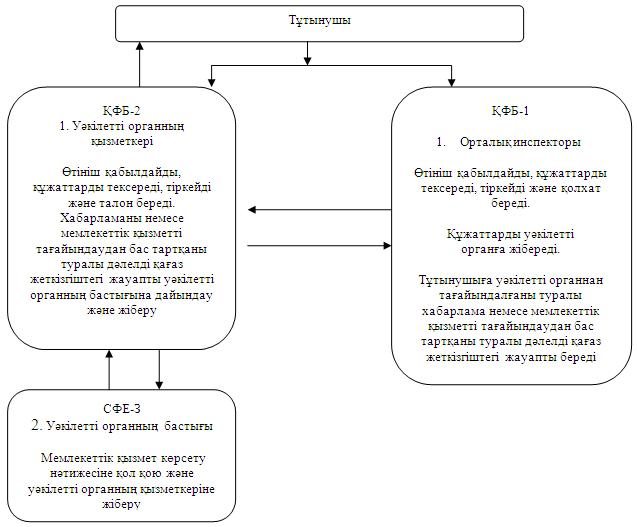 Тұтынушы
ҚФБ-2
1. Уәкілетті органның
қызметкері
Өтініш қабылдайды,
құжаттарды тексереді, тіркейді
және талон береді.
Хабарламаны немесе
мемлекеттік қызметті
тағайындаудан бас тартқаны
туралы дәлелді қағаз
жеткізгіштегі жауапты уәкілетті
органның бастығына дайындау
және жіберу
ҚФБ-1
1. Орталық инспекторы
Өтініш қабылдайды, құжаттарды
тексереді, тіркейді және қолхат
береді.
Құжаттарды уәкілетті
органға жібереді.
Тұтынушыға уәкілетті органнан
тағайындалғаны туралы
хабарлама немесе мемлекеттік
қызметті тағайындаудан бас
тартқаны туралы дәлелді қағаз
жеткізгіштегі жауапты береді
СФЕ-3
2. Уәкілетті органның бастығы
Мемлекеттік қызмет көрсету
нәтижесіне қол қою және
уәкілетті органның қызметкеріне
жіберу